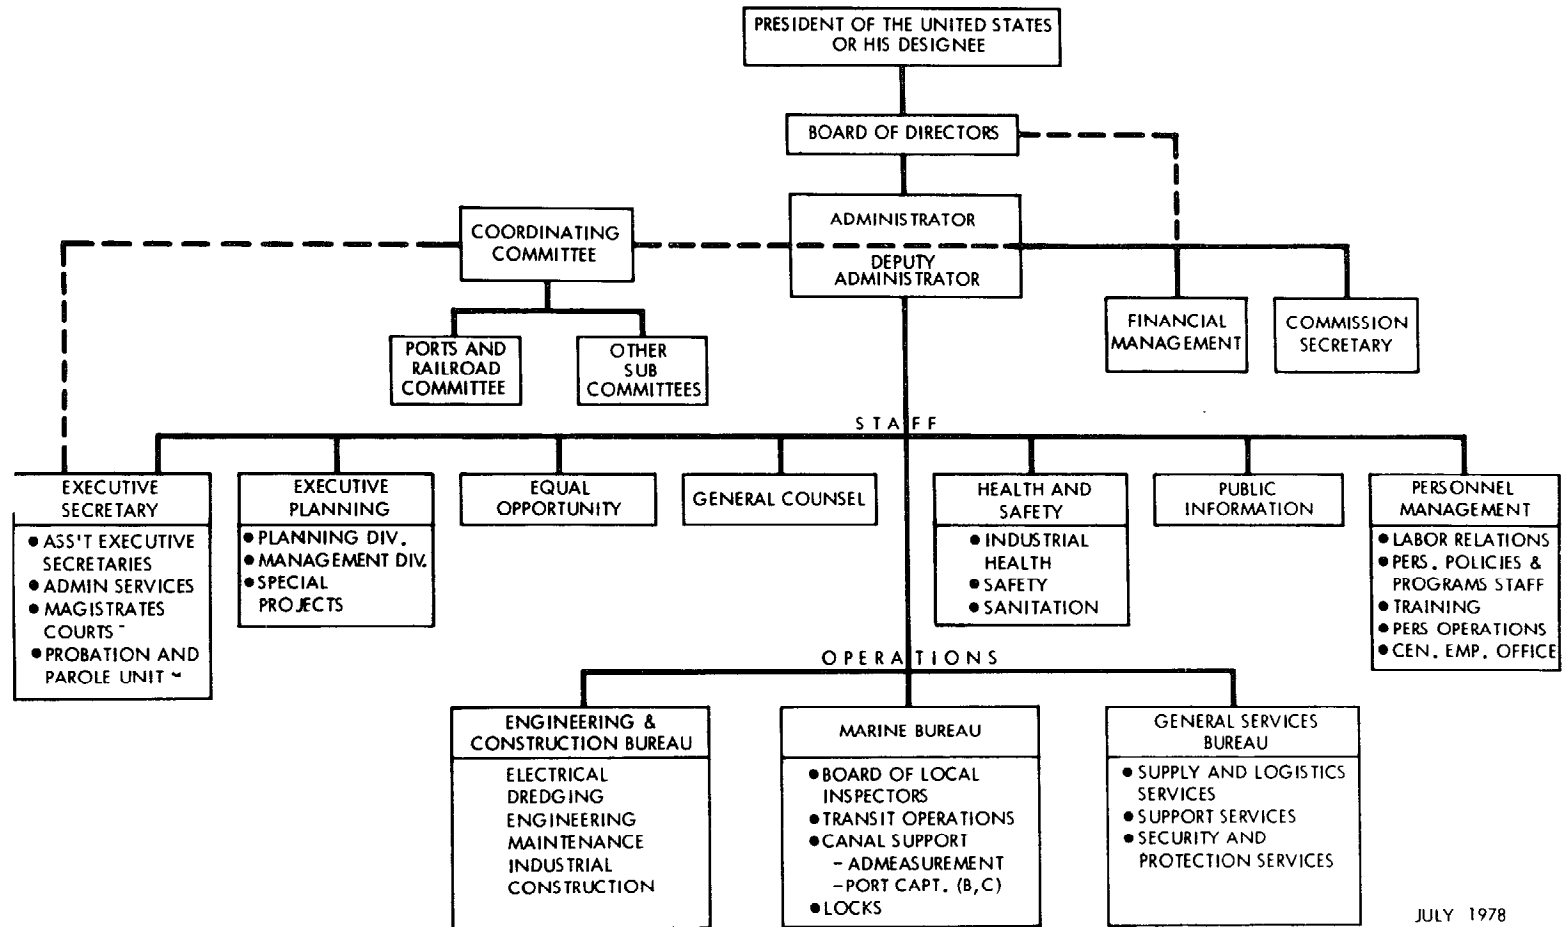 PRESIDENT OF THE UNITED STATES
OR HIS DESIGNEE
BOARD OF DIRECTORS
ADMINISTRATOR
DEPUTY
ADMINISTRATOR
COORDINATING
COMMITTEE
FINANCIAL
MANAGEMENT
COMMISSION
SECRETARY
PORTS AND
RAILROAD
COMMITTEE
OTHER
SUB
COMMITTEES
STAFF
EXECUTIVE
SECRETARY
• ASS'T EXECUTIVE
SECRETARIES
• ADMIN SERVICES
• MAGISTRATES
COURTS
• PROBATION AND
PAROLE UNIT
EXECUTIVE
PLANNING
• PLANNING DIV.
• MANAGEMENT DIV.
• SPECIAL
PROJECTS
EQUAL
OPPORTUNITY
GENERAL COUNSEL
HEALTH AND
SAFETY
• INDUSTRIAL
HEALTH
• SAFETY
• SANITATION
PUBLIC
INFORMATION
PERSONNEL
MANAGEMENT
• LABOR RELATIONS
• PERS. POLICIES &
PROGRAMS STAFF
• TRAINING
• PERS OPERATIONS
• CEN. EMP. OFFICE
OPERATIONS
ENGINEERING &
CONSTRUCTION BUREAU
ELECTRICAL
DREDGING
ENGINEERING
MAINTENANCE
INDUSTRIAL
CONSTRUCTION
MARINE BUREAU
• BOARD OF LOCAL
INSPECTORS
• TRANSIT OPERATIONS
• CANAL SUPPORT
- ADMEASUREMENT
- PORT CAPT. (B,C)
• LOCKS
GENERAL SERVICES
BUREAU
• SUPPLY AND LOGISTICS
SERVICES
• SUPPORT SERVICES
• SECURITY AND
PROTECTION SERVICES
JULY 1978